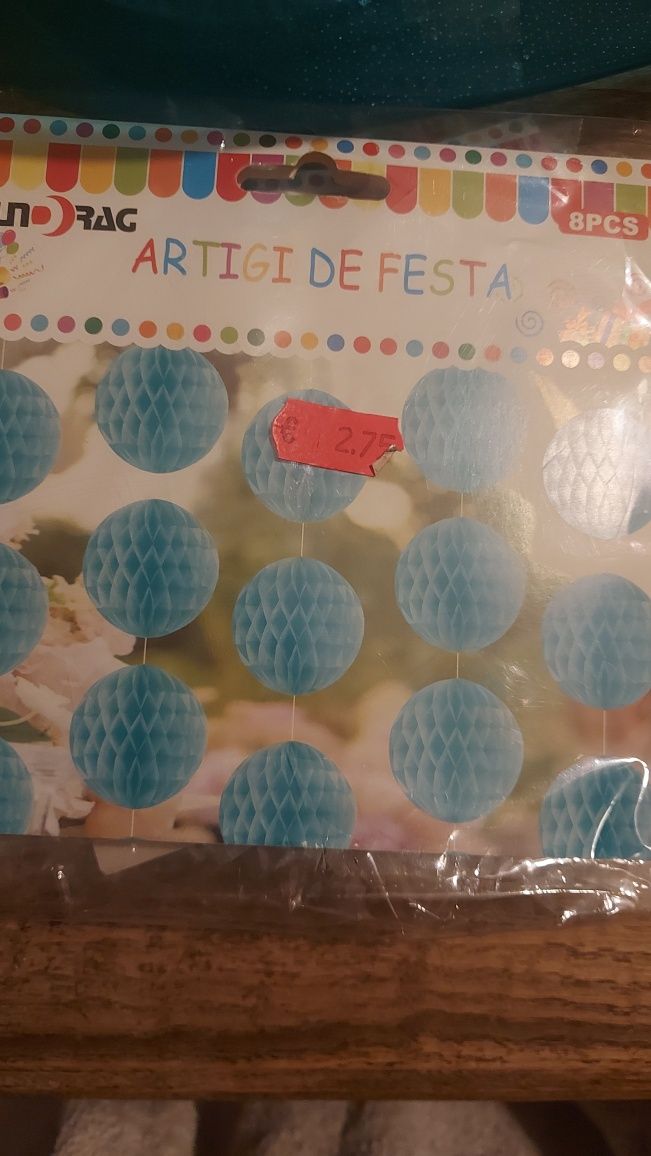 8PCS
ARTIGI DE FESTA
€ 2.75